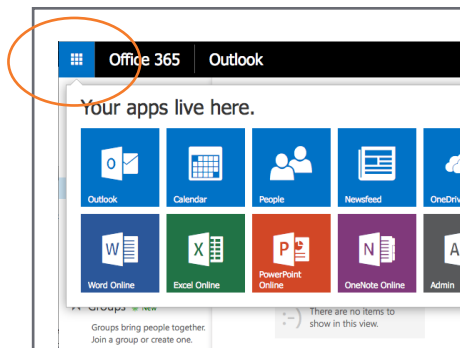 Office 365 Outlook
Your apps live here.
Outlook
Calendar
People
Newsfeed
OneDriv
Word Online
Excel Online
PowerPoint
Online
OneNote Online
Admin
Groups New
Groups bring people together.
Join a group or create one.
:-)
There are no items to
show in this view.